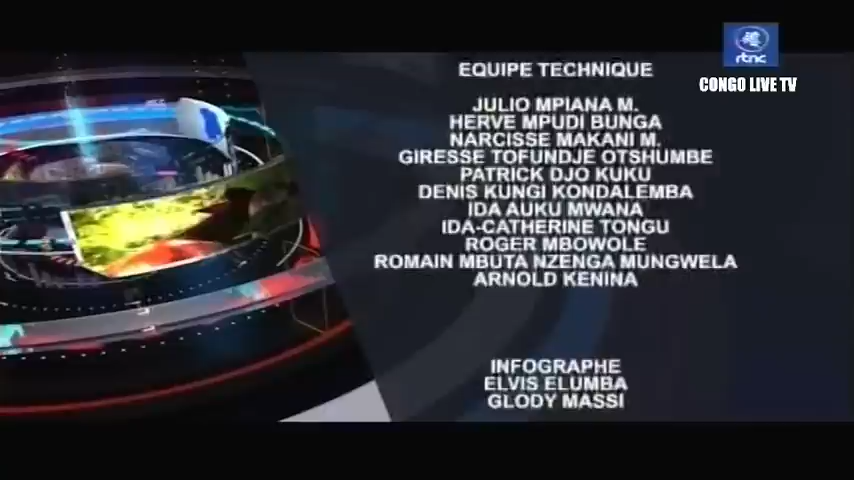 rtnc
CONGO LIVE TV
EQUIPE TECHNIQUE
JULIO MPIANA M.
HERVE MPUDI BUNGA
NARCISSE MAKANI M.
GIRESSE TOFUNDJE OTSHUMBE
PATRICK DJO KUKU
DENIS KUNGI KONDALEMBA
IDA AUKU MWANA
IDA-CATHERINE TONGU
ROGER MBOWOLE
ROMAIN MBUTA NZENGA MUNGWELA
ARNOLD KENINA
INFOGRAPHE
ELVIS ELUMBA
GLODY MASSI